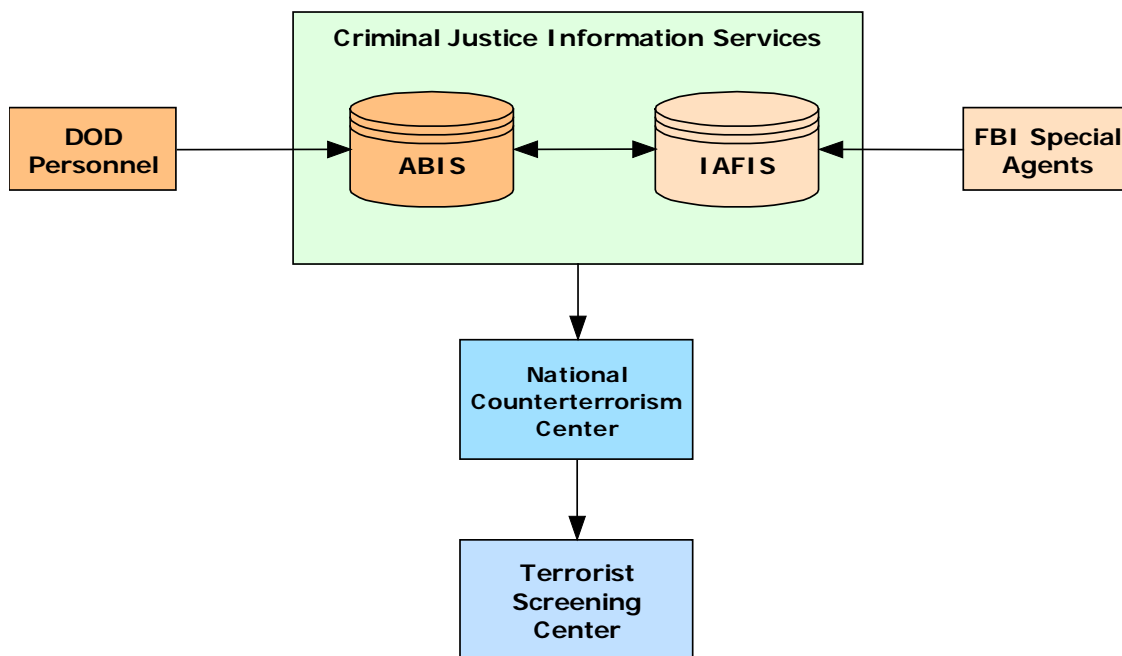 Criminal Justice Information Services
DOD
Personnel
ABIS
IAFIS
FBI Special
Agents
National
Counterterrorism
Center
Terrorist
Screening
Center